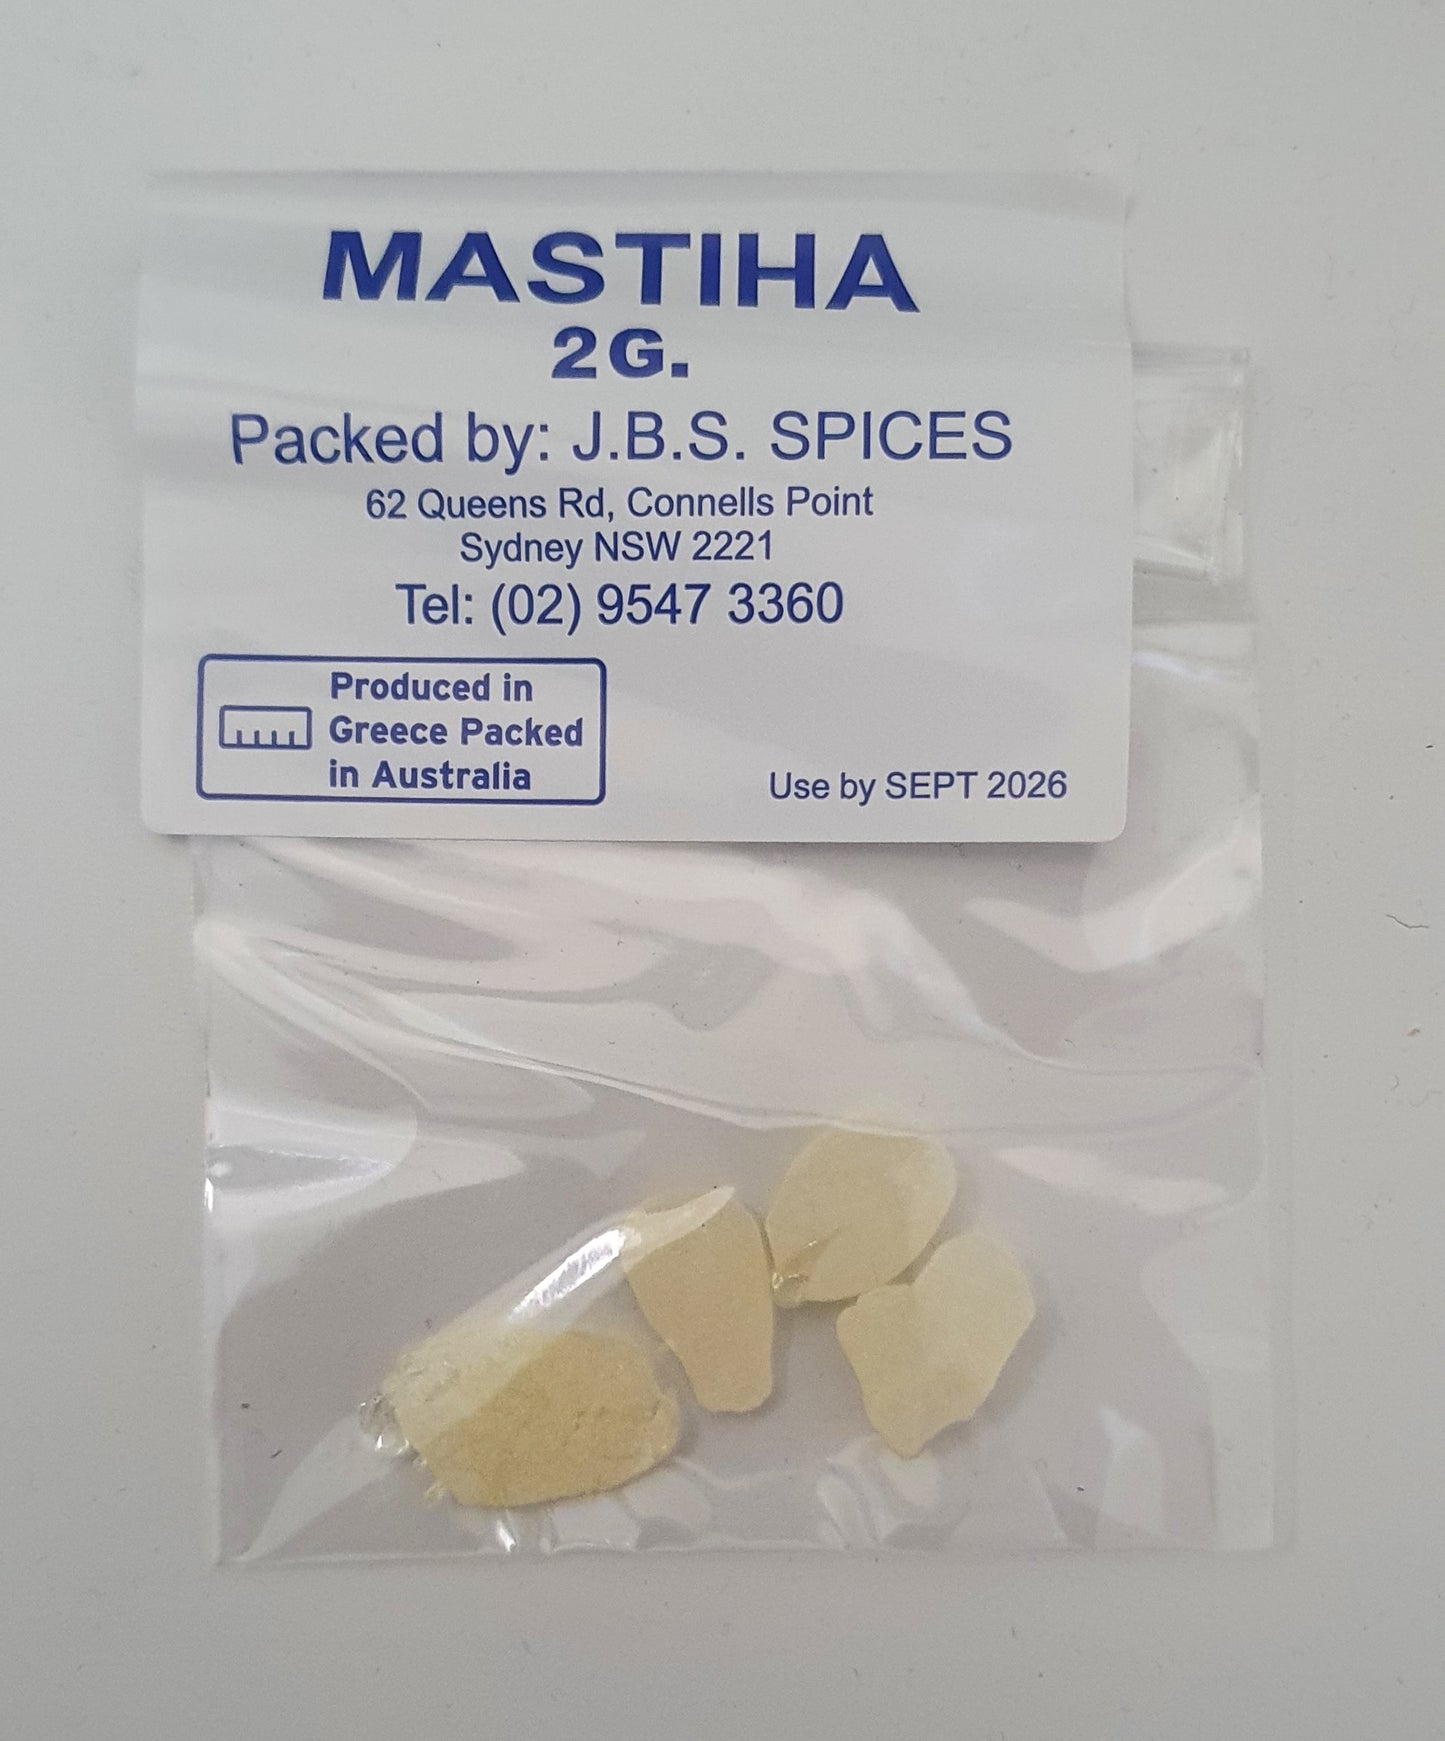 MASTIHA
2G.
Packed by: J.B.S. SPICES
62 Queens Rd, Connells Point
Sydney NSW 2221
Tel: (02) 9547 3360
Produced in
Greece Packed
in Australia
Use by SEPT 2026